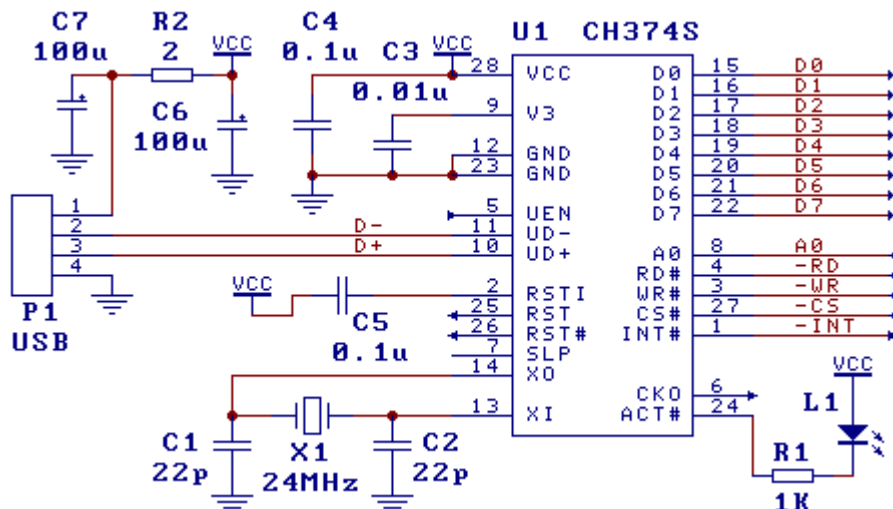 C7
100u
R2
2
VCC
C4
0.1u
C3
0.01u
VCC
C6
100u
U1 CH374S
28 VCC
9 V3
12 GND
23 GND
5 UEN
11 UD-
10 UD+
2 RSTI
25 RST
26 RST#
7 SLP
14 XO
13 XI
D0 15 D0
D1 16 D1
D2 17 D2
D3 18 D3
D4 19 D4
D5 20 D5
D6 21 D6
D7 22 D7
A0 8 A0
RD# 4 -RD
WR# 3 -WR
CS# 27 -CS
INT# 1 -INT
CKO 6
ACT# 24
1
2
3
4
D-
D+
P1
USB
VCC
C5
0.1u
C1
22p
X1
24MHz
C2
22p
VCC
L1
R1
1K